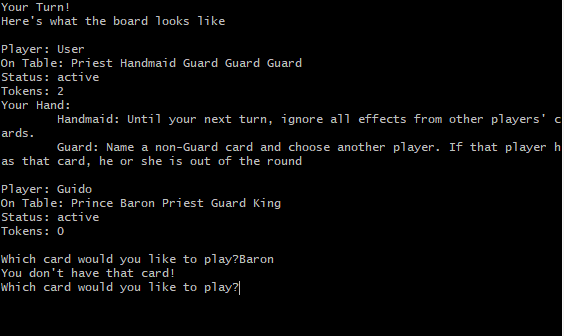 Your Turn!
Here's what the board looks like
Player: User
On Table: Priest Handmaid Guard Guard Guard
Status: active
Tokens: 2
Your Hand:
Handmaid: Until your next turn, ignore all effects from other players' c
ards.
Guard: Name a non-Guard card and choose another player. If that player h
as that card, he or she is out of the round
Player: Guido
On Table: Prince Baron Priest Guard King
Status: active
Tokens: 0
Which card would you like to play?Baron
You don't have that card!
Which card would you like to play?